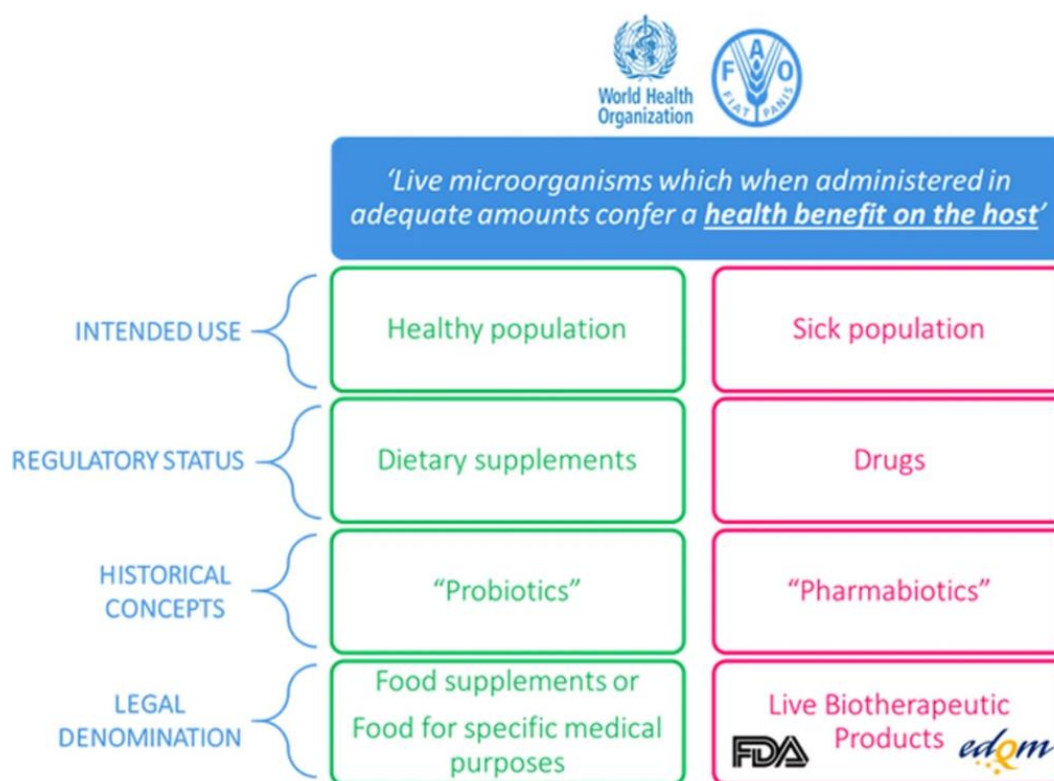 World Health
Organization
F A O
FIAT PANIS
‘Live microorganisms which when administered in
adequate amounts confer a health benefit on the host’
INTENDED USE
Healthy population
Sick population
REGULATORY STATUS
Dietary supplements
Drugs
HISTORICAL
CONCEPTS
“Probiotics”
“Pharmabiotics”
LEGAL
DENOMINATION
Food supplements or
Food for specific medical
purposes
Live Biotherapeutic
Products
FDA
edqm